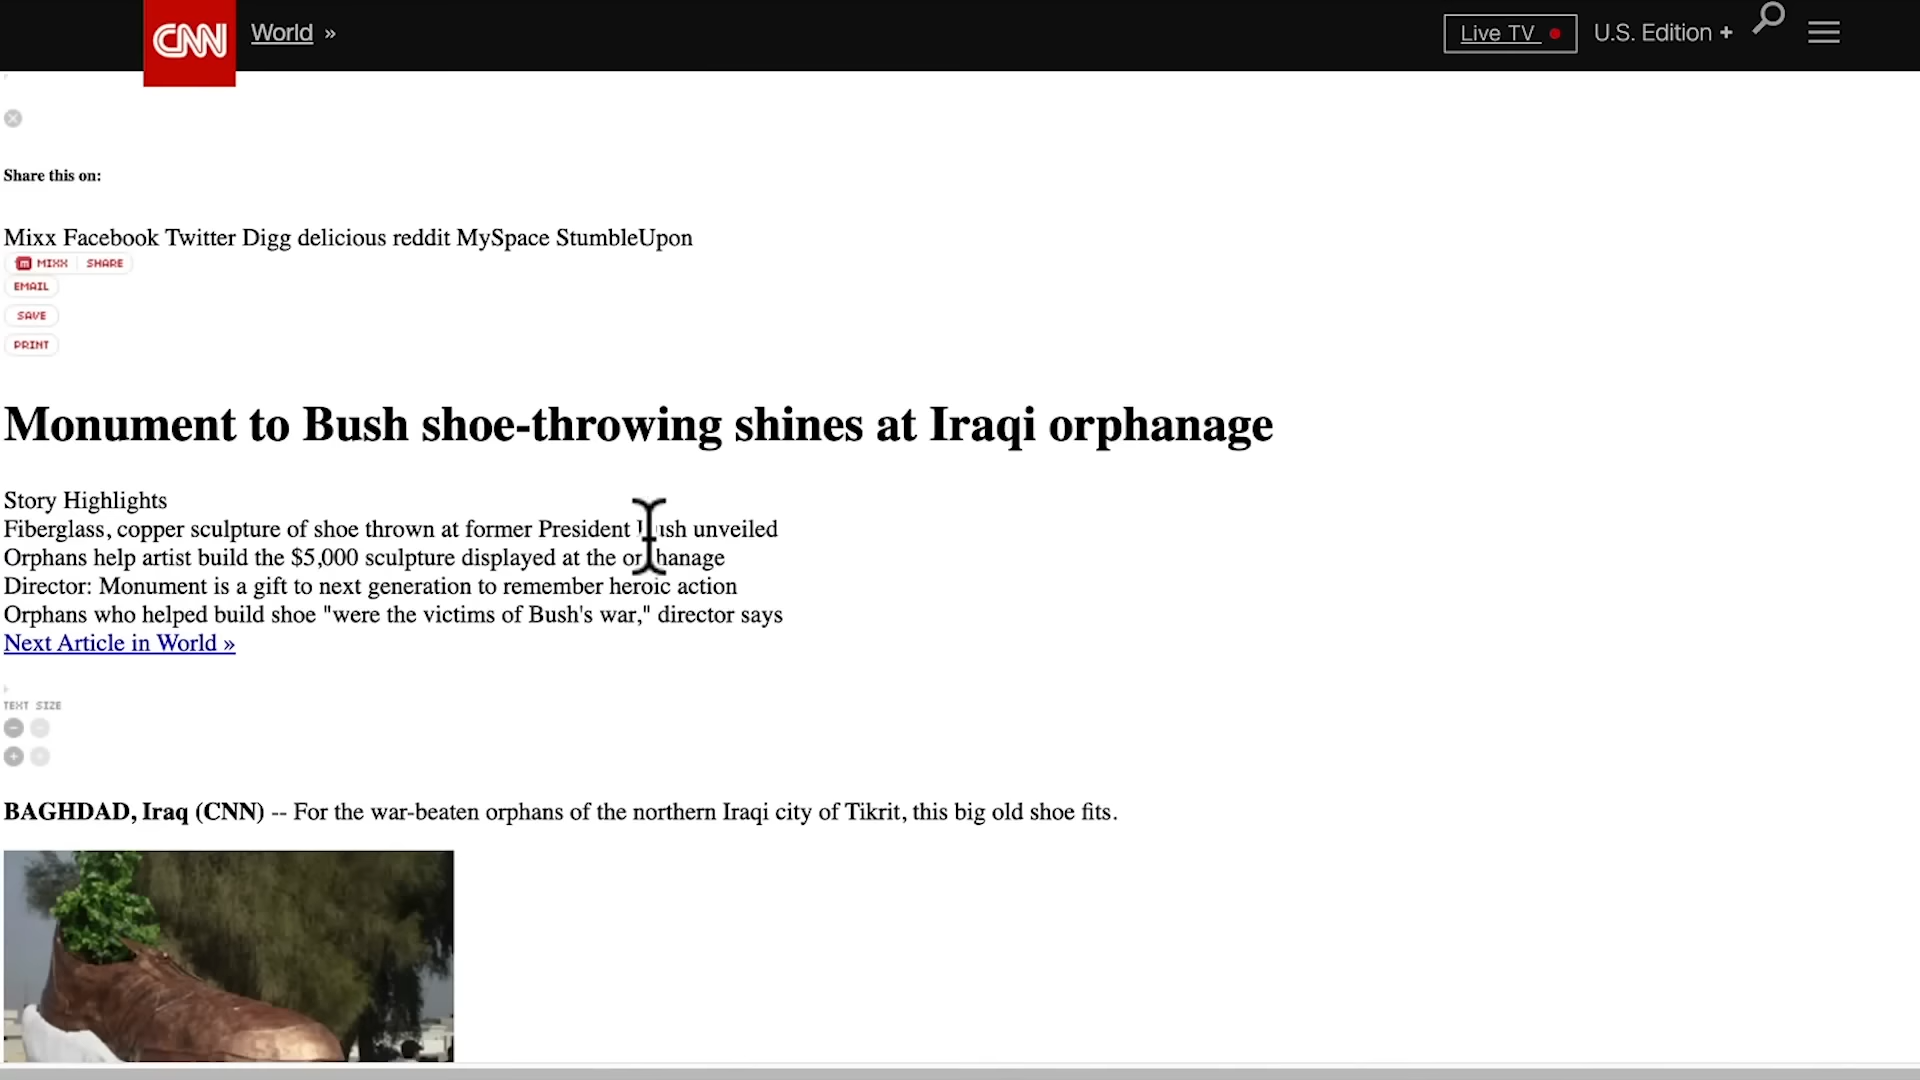 CNN World »
Live TV U.S. Edition +
Share this on:
Mixx Facebook Twitter Digg delicious reddit MySpace StumbleUpon
MIXX SHARE
EMAIL
SAVE
PRINT
Monument to Bush shoe-throwing shines at Iraqi orphanage
Story Highlights
Fiberglass, copper sculpture of shoe thrown at former President Bush unveiled
Orphans help artist build the $5,000 sculpture displayed at the orphanage
Director: Monument is a gift to next generation to remember heroic action
Orphans who helped build shoe "were the victims of Bush's war," director says
Next Article in World »
TEXT SIZE
BAGHDAD, Iraq (CNN) -- For the war-beaten orphans of the northern Iraqi city of Tikrit, this big old shoe fits.